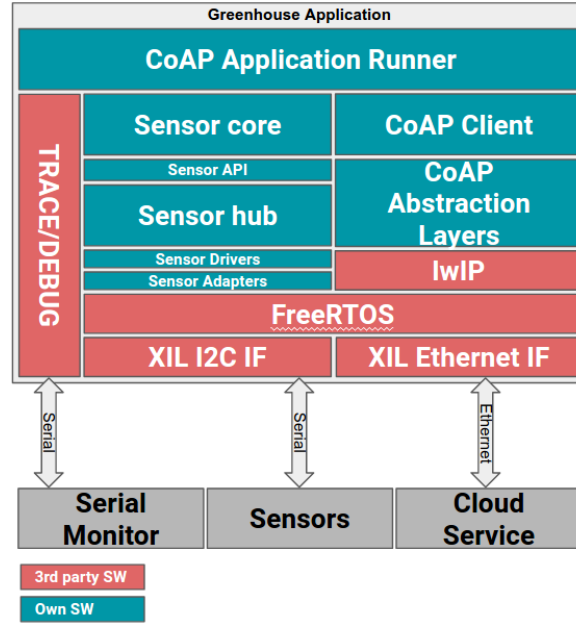 Greenhouse Application
CoAP Application Runner
TRACE/DEBUG
Sensor core
CoAP Client
Sensor API
CoAP
Abstraction
Layers
Sensor hub
Sensor Drivers
Sensor Adapters
lwIP
FreeRTOS
XIL I2C IF
XIL Ethernet IF
Serial
Serial
Ethernet
Serial
Monitor
Sensors
Cloud
Service
3rd party SW
Own SW